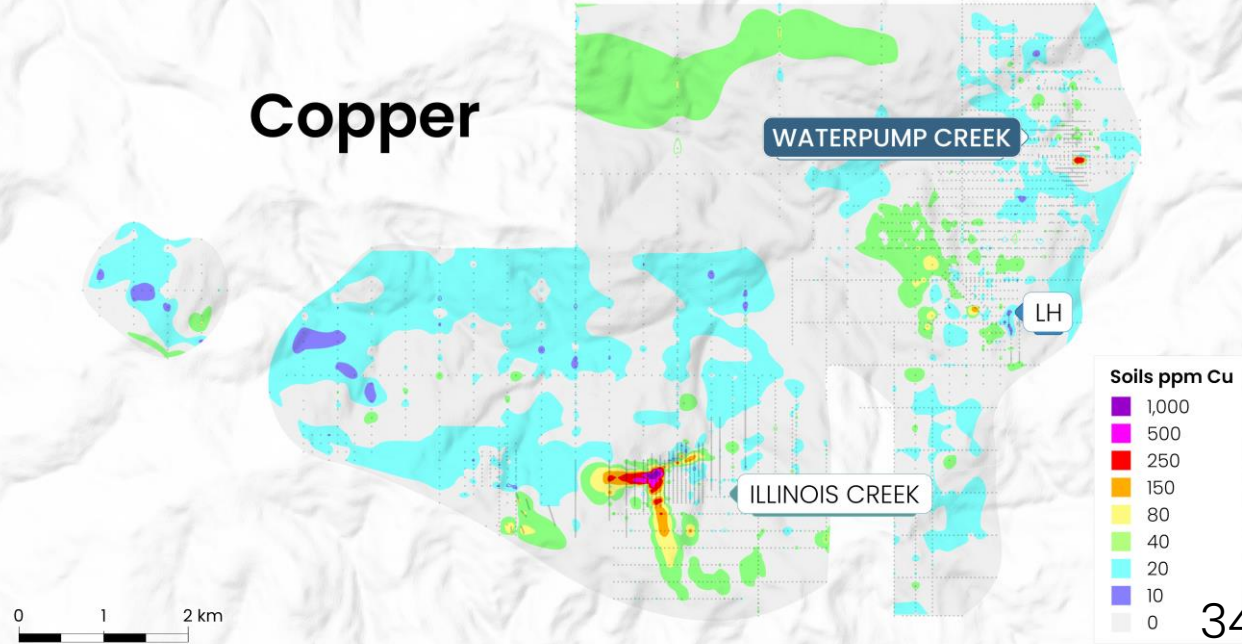 Copper
WATERPUMP CREEK
LH
ILLINOIS CREEK
Soils ppm Cu
1,000
500
250
150
80
40
20
10
0
0 1 2 km
34